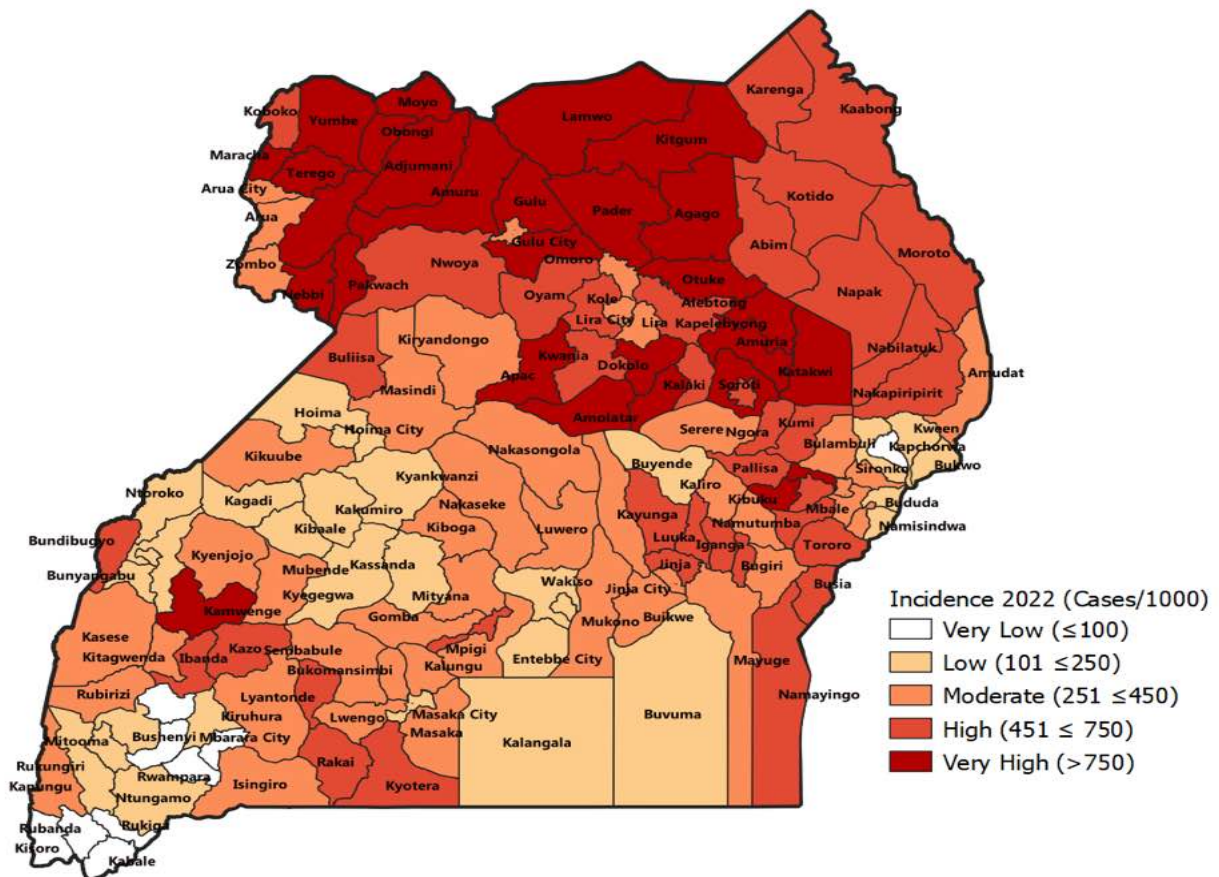 Karenga
Kaabong
Koboko
Yumbe
Moyo
Lamwo
Obongi
Kitgum
Maracha
Terego
Adjumani
Arua City
Amuru
Gulu
Pader
Agago
Kotido
Arua
Gulu City
Abim
Moroto
Zombo
Nwoya
Omoro
Nebbi
Pakwach
Otuke
Napak
Oyam
Kole
Alebtong
Lira City
Lira
Kapelebyong
Kiryandongo
Amuria
Buliisa
Kwania
Dokolo
Nabilatuk
Katakwi
Amudat
Masindi
Apac
Kalaki
Soroti
Nakapiripirit
Hoima
Amolatar
Hoima City
Serere
Ngora
Kumi
Kween
Bulambuli
Kapchorwa
Kikuube
Nakasongola
Buyende
Pallisa
Sironko
Bukwo
Kyankwanzi
Kaliro
Ntoroko
Kagadi
Kakumiro
Nakaseke
Kibuku
Mbale
Bududa
Luwero
Kayunga
Kibaale
Kiboga
Namutumba
Namisindwa
Bundibugyo
Luuka
Iganga
Tororo
Kyenjojo
Mubende
Kassanda
Jinja
Bugiri
Bunyangabu
Wakiso
Busia
Kyegegwa
Mityana
Jinja City
Kamwenge
Gomba
Mukono
Buikwe
Kasese
Kitagwenda
Ibanda
Kazo
Sembabule
Mpigi
Entebbe City
Mayuge
Bukomansimbi
Kalungu
Rubirizi
Lyantonde
Namayingo
Kiruhura
Lwengo
Masaka City
Buvuma
Mitooma
Bushenyi
Mbarara City
Masaka
Kalangala
Rukungiri
Rwampara
Rakai
Kanungu
Isingiro
Kyotera
Ntungamo
Rubanda
Rukiga
Kisoro
Kabale
Incidence 2022 (Cases/1000)
Very Low (≤100)
Low (101 ≤250)
Moderate (251 ≤450)
High (451 ≤ 750)
Very High (>750)